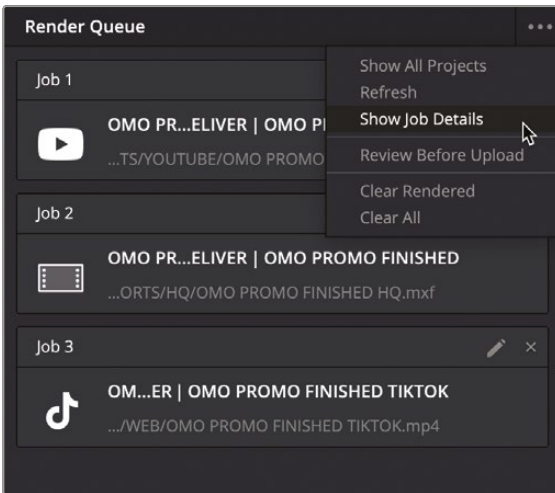 Render Queue
Job 1
OMO PR...ELIVER | OMO
...TS/YOUTUBE/OMO PROMO
Show All Projects
Refresh
Show Job Details
Review Before Upload
Clear Rendered
Clear All
Job 2
OMO PR...ELIVER | OMO PROMO FINISHED
...ORTS/HQ/OMO PROMO FINISHED HQ.mxf
Job 3
OM...ER | OMO PROMO FINISHED TIKTOK
.../WEB/OMO PROMO FINISHED TIKTOK.mp4